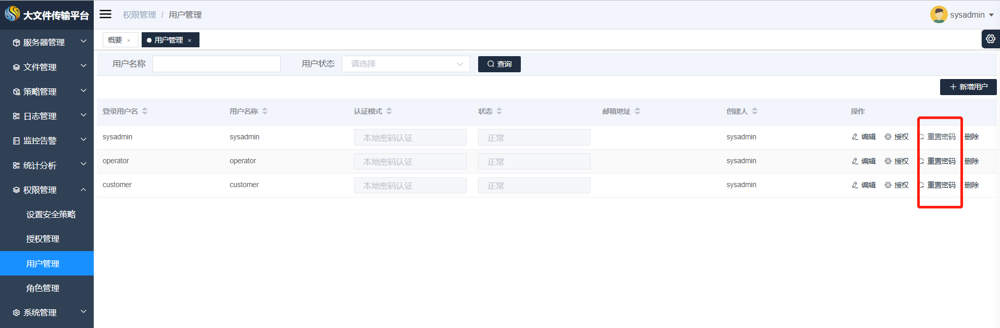 大文件传输平台
权限管理 / 用户管理
sysadmin
服务器管理
文件管理
策略管理
日志管理
监控告警
统计分析
权限管理
设置安全策略
授权管理
用户管理
角色管理
系统管理
概要 ×
用户管理 ×
用户名称
用户状态 请选择 查询
新增用户
登录用户名 用户名称 认证模式 状态 邮箱地址 创建人 操作
sysadmin sysadmin 本地密码认证 正常 sysadmin 编辑 授权 重置密码 删除
operator operator 本地密码认证 正常 sysadmin 编辑 授权 重置密码 删除
customer customer 本地密码认证 正常 sysadmin 编辑 授权 重置密码 删除